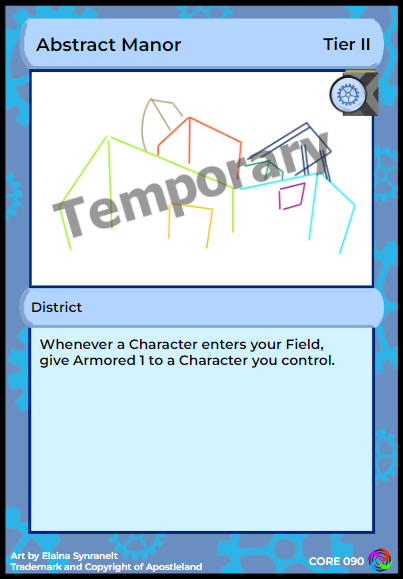 Abstract Manor
Tier II
Temporary
District
Whenever a Character enters your Field,
give Armored 1 to a Character you control.
Art by Elaina Synranelt
Trademark and Copyright of Apostleland
CORE 090